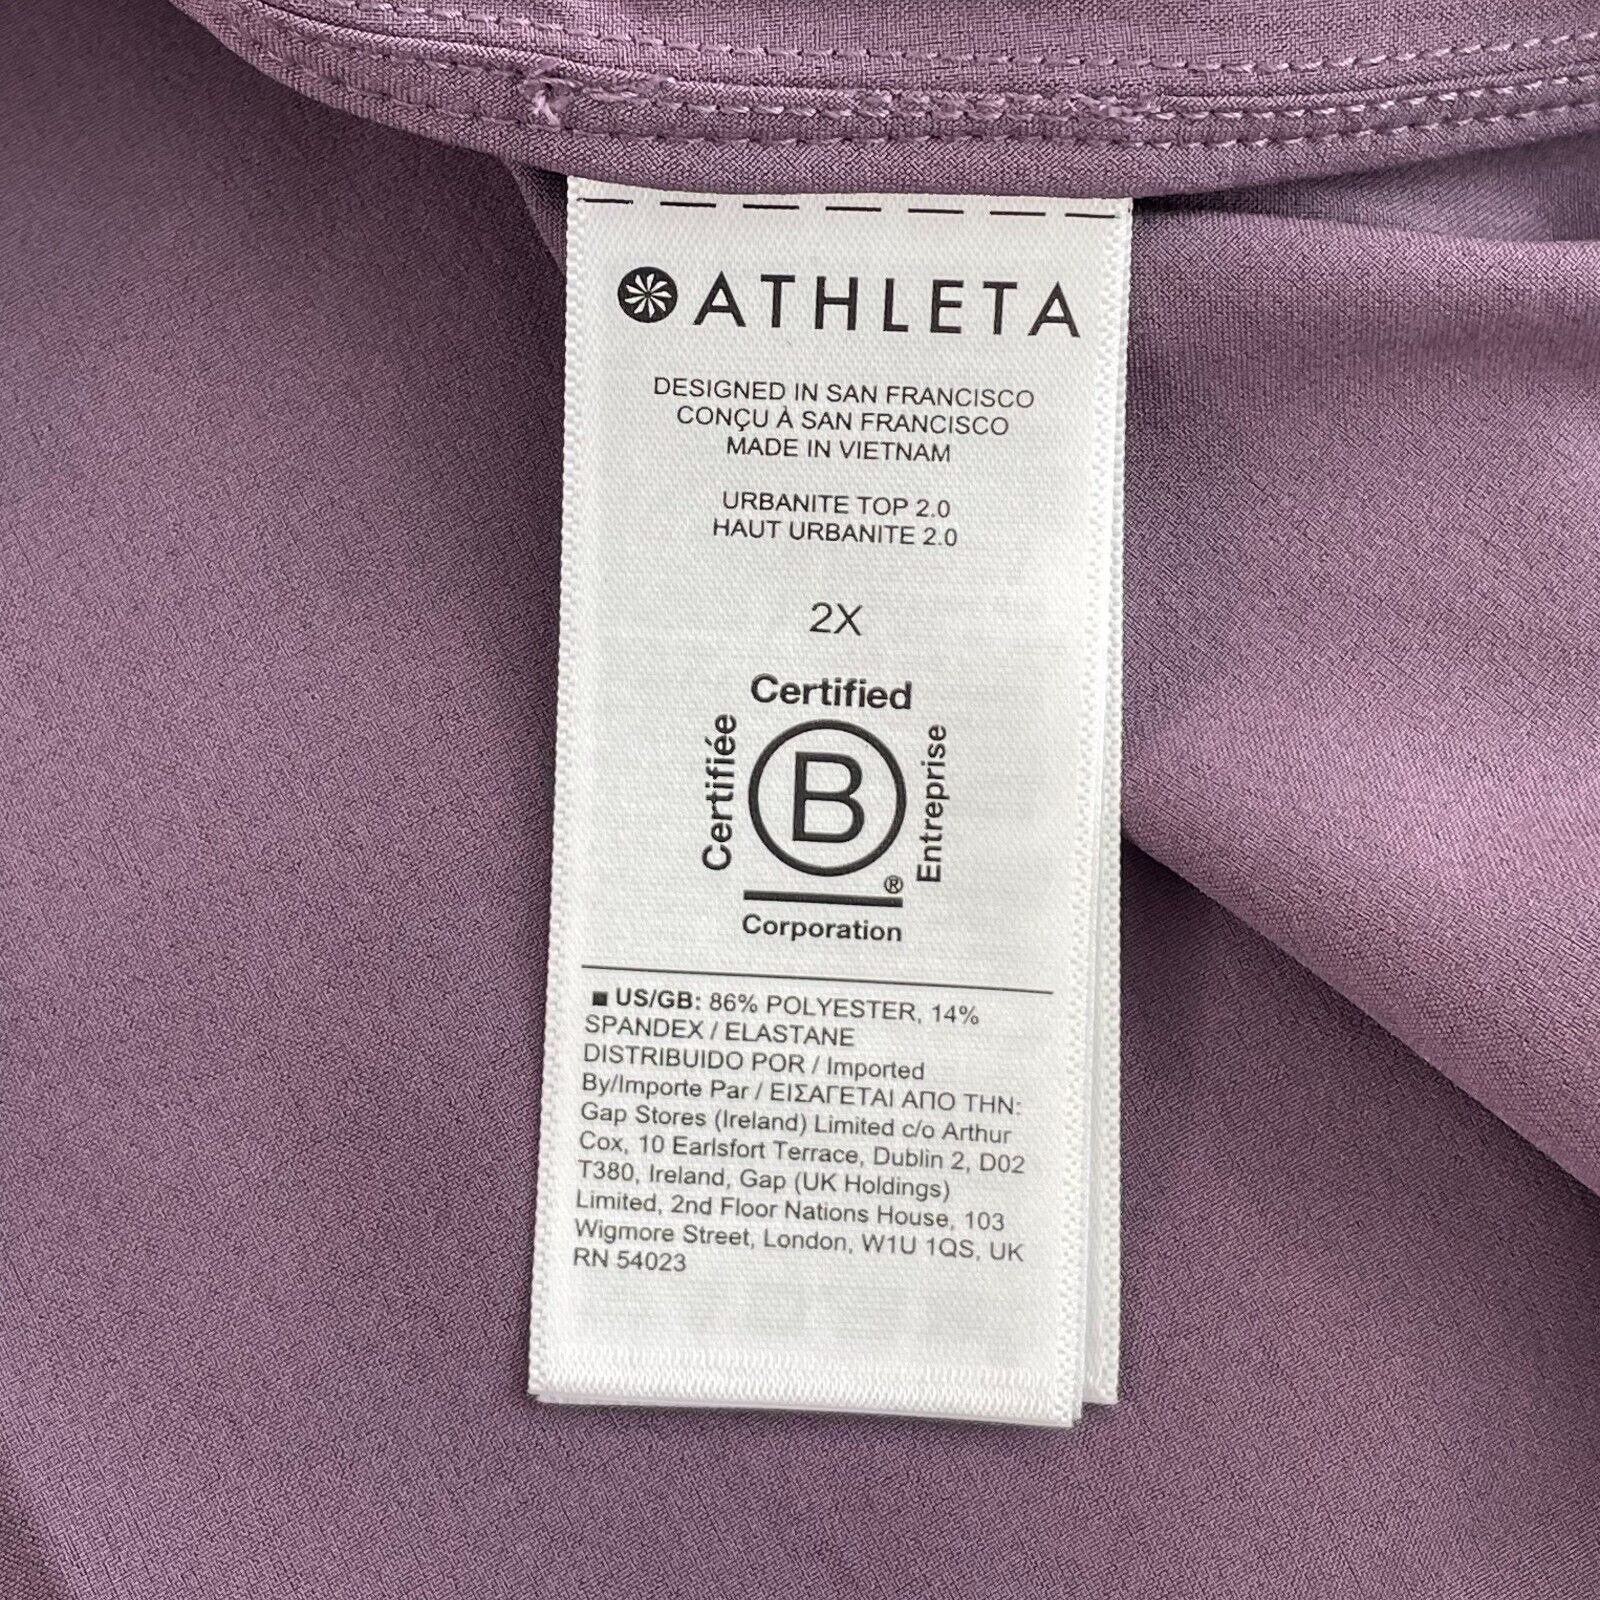 ATHLETA
DESIGNED IN SAN FRANCISCO
CONÇU À SAN FRANCISCO
MADE IN VIETNAM
URBANITE TOP 2.0
HAUT URBANITE 2.0
2X
Certified
Certifiée
B
Entreprise
®
Corporation
■ US/GB: 86% POLYESTER, 14%
SPANDEX / ELASTANE
DISTRIBUIDO POR / Imported
By/Importe Par / ΕΙΣΑΓΕΤΑΙ ΑΠΟ ΤΗΝ:
Gap Stores (Ireland) Limited c/o Arthur
Cox, 10 Earlsfort Terrace, Dublin 2, D02
T380, Ireland, Gap (UK Holdings)
Limited, 2nd Floor Nations House, 103
Wigmore Street, London, W1U 1QS, UK
RN 54023